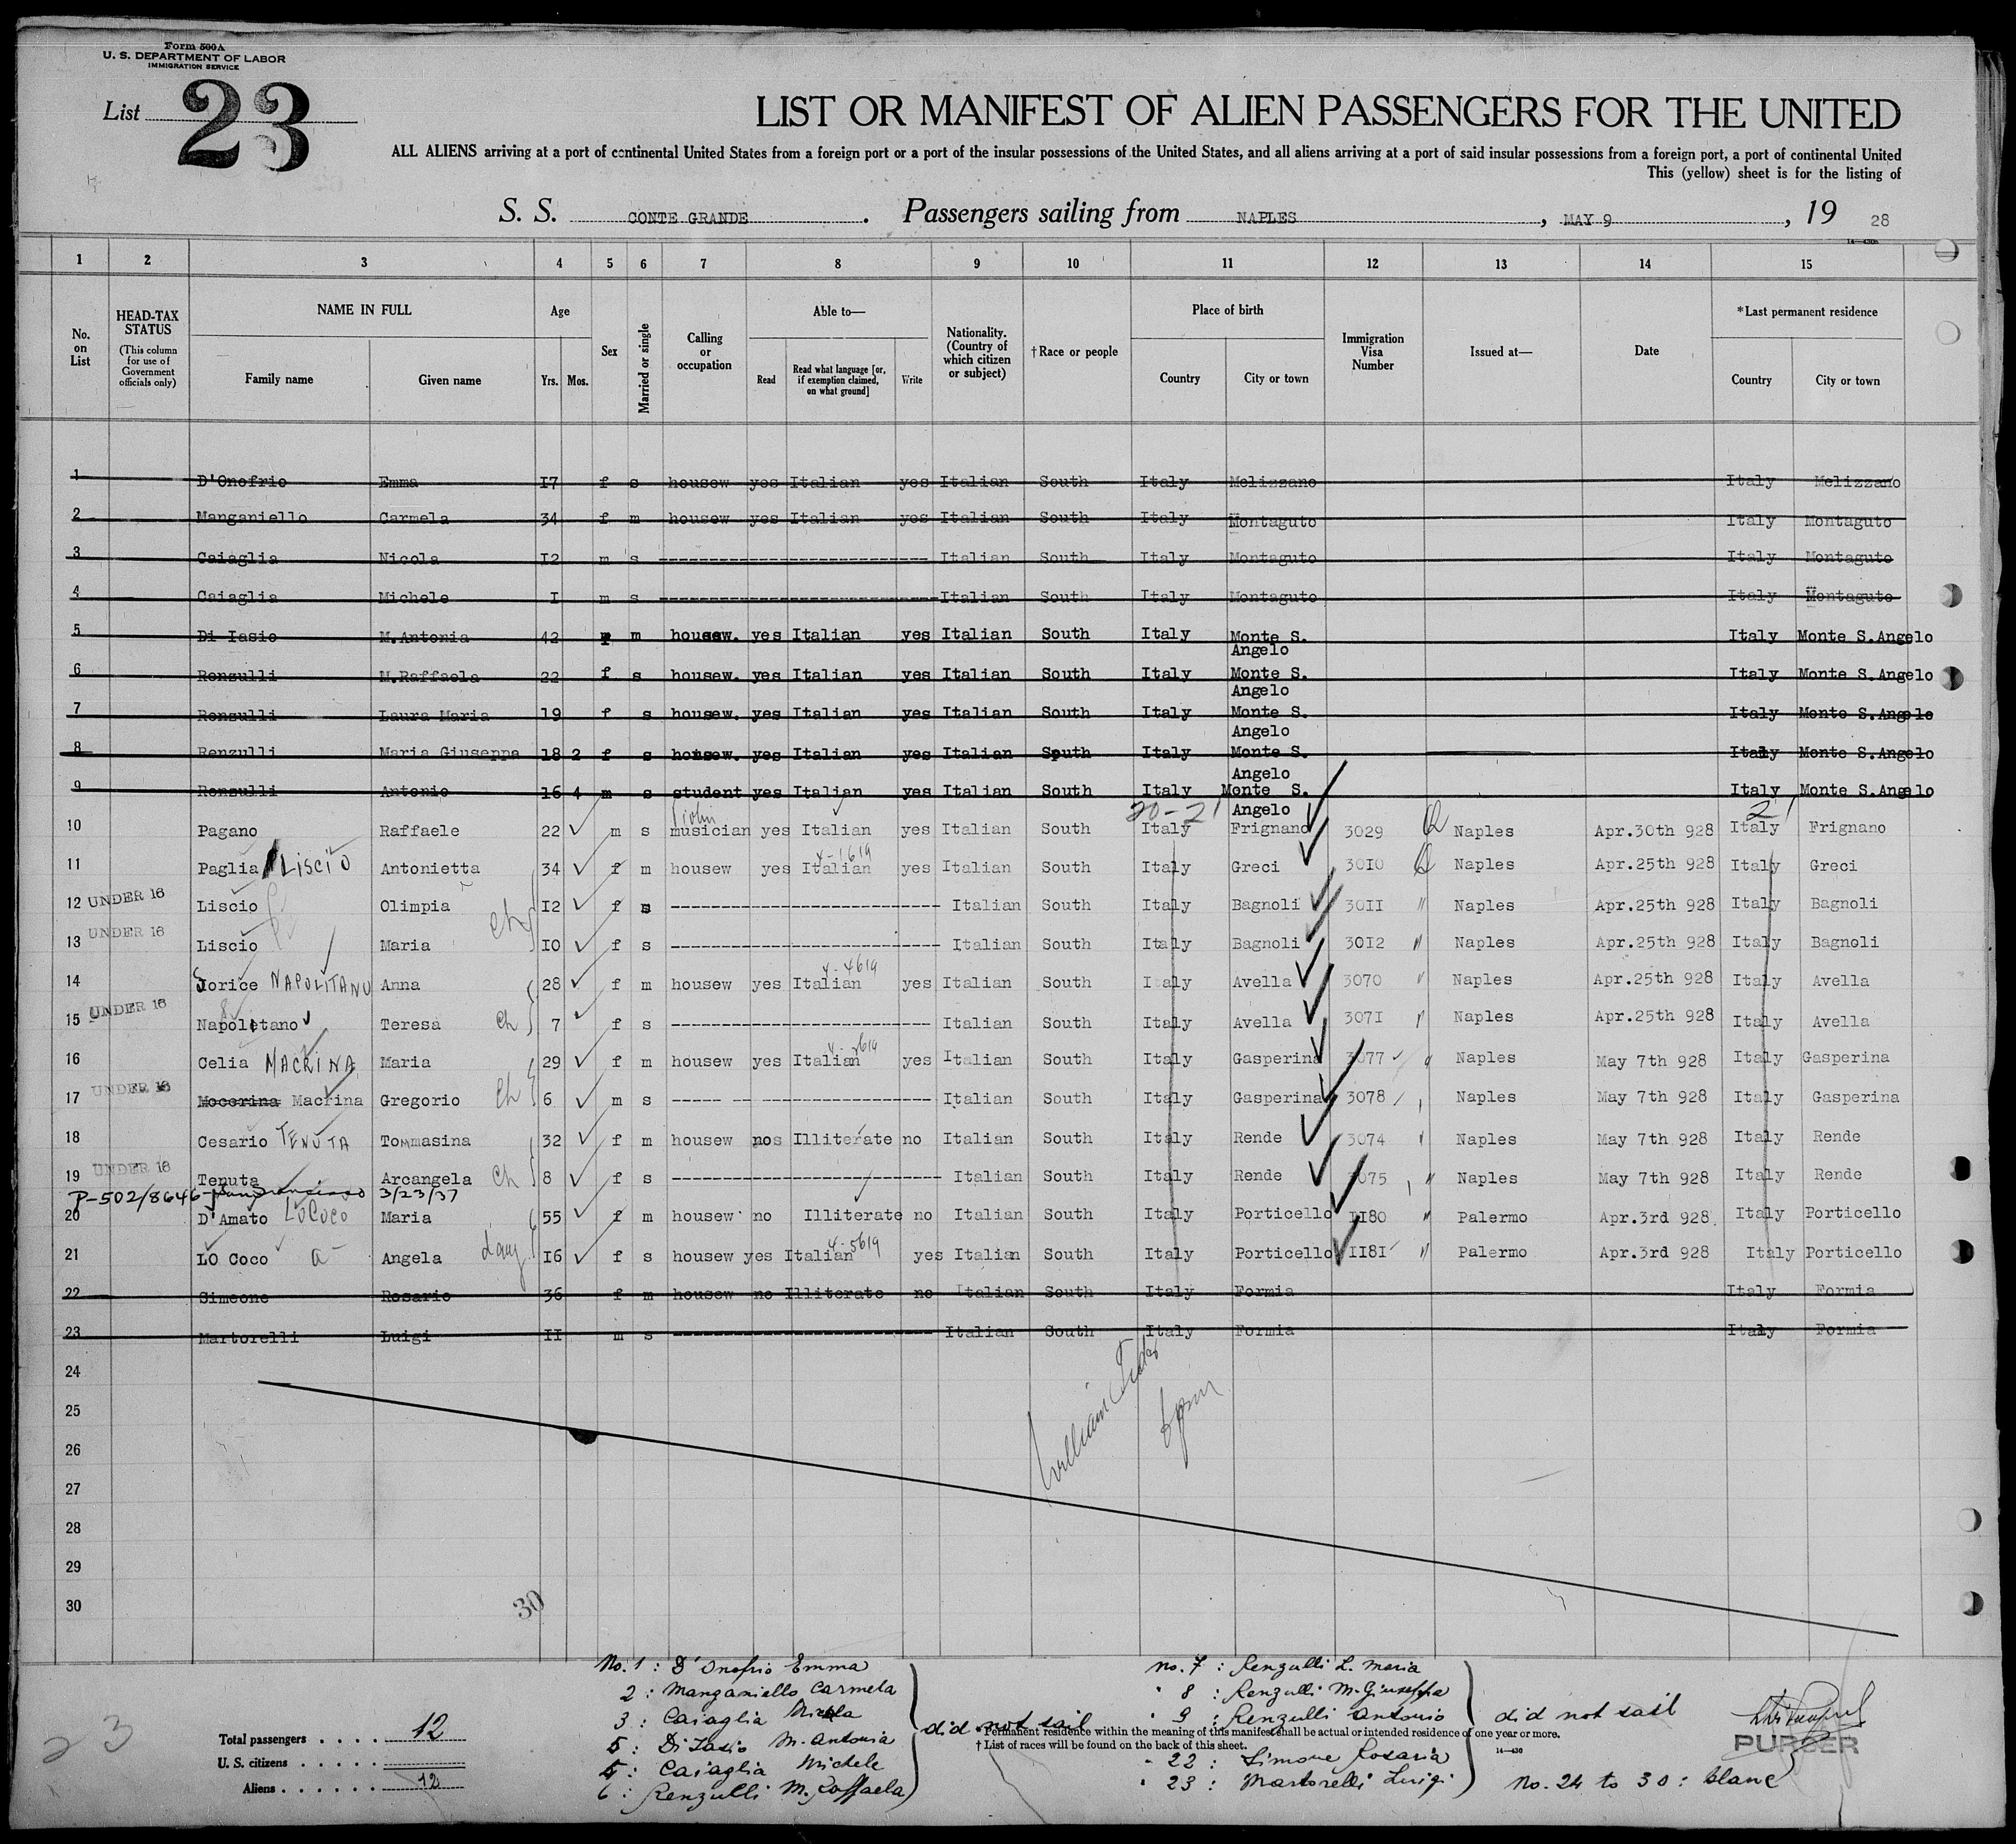 Form 500A
U. S. DEPARTMENT OF LABOR
IMMIGRATION SERVICE
List 23
LIST OR MANIFEST OF ALIEN PASSENGERS FOR THE UNITED
ALL ALIENS arriving at a port of continental United States from a foreign port or a port of the insular possessions of the United States, and all aliens arriving at a port of said insular possessions from a foreign port, a port of continental United
This (yellow) sheet is for the listing of
S. S. CONTE GRANDE. Passengers sailing from NAPLES, MAY 9, 19 28
1 2 3 4 5 6 7 8 9 10 11 12 13 14 15
No. on List
HEAD-TAX STATUS (This column for use of Government officials only)
NAME IN FULL
Family name Given name
Age
Yrs. Mos.
Sex
Married or single
Calling or occupation
Able to—
Read Read what language [or, if exemption claimed, on what ground] Write
Nationality. (Country of which citizen or subject)
†Race or people
Place of birth
Country City or town
Immigration Visa Number
Issued at—
Date
*Last permanent residence
Country City or town
1 D'Onofrio Emma 17 f s housew yes Italian yes Italian South Italy Melizzano Italy Melizzano
2 Manganiello Carmela 34 f m housew yes Italian yes Italian South Italy Montaguto Italy Montaguto
3 Caiaglia Nicola 12 m s Italian South Italy Montaguto Italy Montaguto
4 Caiaglia Michele I m s Italian South Italy Montaguto Italy Montaguto
5 Di Iasio M.Antonia 42 f m housew. yes Italian yes Italian South Italy Monte S. Angelo Italy Monte S.Angelo
6 Renzulli M.Raffaela 22 f s housew. yes Italian yes Italian South Italy Monte S. Angelo Italy Monte S.Angelo
7 Renzulli Laura Maria 19 f s housew. yes Italian yes Italian South Italy Monte S. Angelo Italy Monte S.Angelo
8 Renzulli Maria Giuseppa 18 2 f s housew. yes Italian yes Italian South Italy Monte S. Angelo Italy Monte S.Angelo
9 Renzulli Antonio 16 4 m s student yes Italian yes Italian South Italy Monte S. Angelo Italy Monte S.Angelo
20-21
10 Pagano Raffaele 22 m s musician yes Italian yes Italian South Italy Frignano 3029 Naples Apr.30th 928 Italy Frignano
11 Paglia LISCIO Antonietta 34 f m housew yes Italian yes Italian South Italy Greci 3010 Naples Apr.25th 928 Italy Greci
12 UNDER 16 Liscio Olimpia 12 f s Italian South Italy Bagnoli 3011 " Naples Apr.25th 928 Italy Bagnoli
13 UNDER 16 Liscio Maria ch 10 f s Italian South Italy Bagnoli 3012 " Naples Apr.25th 928 Italy Bagnoli
14 Sorice NAPOLITANO Anna 28 f m housew yes Italian yes Italian South Italy Avella 3070 " Naples Apr.25th 928 Italy Avella
15 UNDER 16 Napoletano Teresa ch 7 f s Italian South Italy Avella 3071 " Naples Apr.25th 928 Italy Avella
16 Celia MACRINA Maria 29 f m housew yes Italian yes Italian South Italy Gasperina 3077 " Naples May 7th 928 Italy Gasperina
17 UNDER 16 Mocerina Macrina Gregorio ch 6 m s Italian South Italy Gasperina 3078 Naples May 7th 928 Italy Gasperina
18 Cesario TENUTA Tommasina 32 f m housew no Illiterate no Italian South Italy Rende 3074 " Naples May 7th 928 Italy Rende
19 UNDER 16 Tenuta Arcangela ch 8 f s Italian South Italy Rende 3075 " Naples May 7th 928 Italy Rende
P-502/8646 San Francisco 3/23/37
20 D'Amato LoCoco Maria 55 f m housew no Illiterate no Italian South Italy Porticello 1180 " Palermo Apr.3rd 928 Italy Porticello
21 LO Coco Angela daug 16 f s housew yes Italian yes Italian South Italy Porticello 1181 " Palermo Apr.3rd 928 Italy Porticello
22 Simeone Rosario 36 f m housew no Illiterate no Italian South Italy Formia Italy Formia
23 Martorelli Luigi 11 m s Italian South Italy Formia Italy Formia
24
25
26
27
28
29
30
30
No. 1 : D'Onofrio Emma
2 : Manganiello Carmela
3 : Caiaglia Nicola
5 : Di Iasio M. Antonia
4 : Caiaglia Michele
6 : Renzulli M. Raffaela
did not sail
No. 7 : Renzulli L. Maria
" 8 : Renzulli M. Giuseppa
" 9 : Renzulli Antonio
" 22 : Simone Rosaria
" 23 : Martorelli Luigi
did not sail
No. 24 to 30 : blanc
PURSER
Total passengers 12
U. S. citizens
Aliens 12
23
* Permanent residence within the meaning of this manifest shall be actual or intended residence of one year or more.
† List of races will be found on the back of this sheet.
14—430